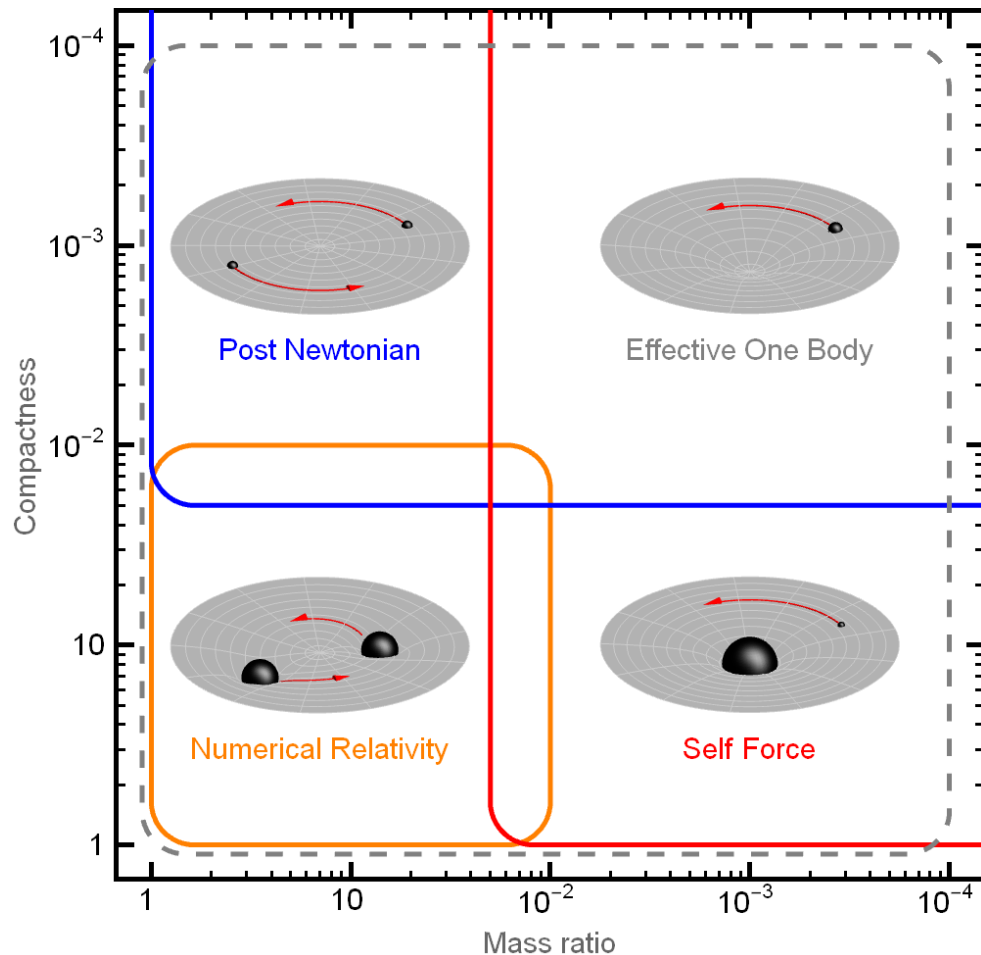 10⁻⁴
10⁻³
10⁻²
10
1
Compactness
Post Newtonian
Effective One Body
Numerical Relativity
Self Force
1
10
10⁻²
10⁻³
10⁻⁴
Mass ratio